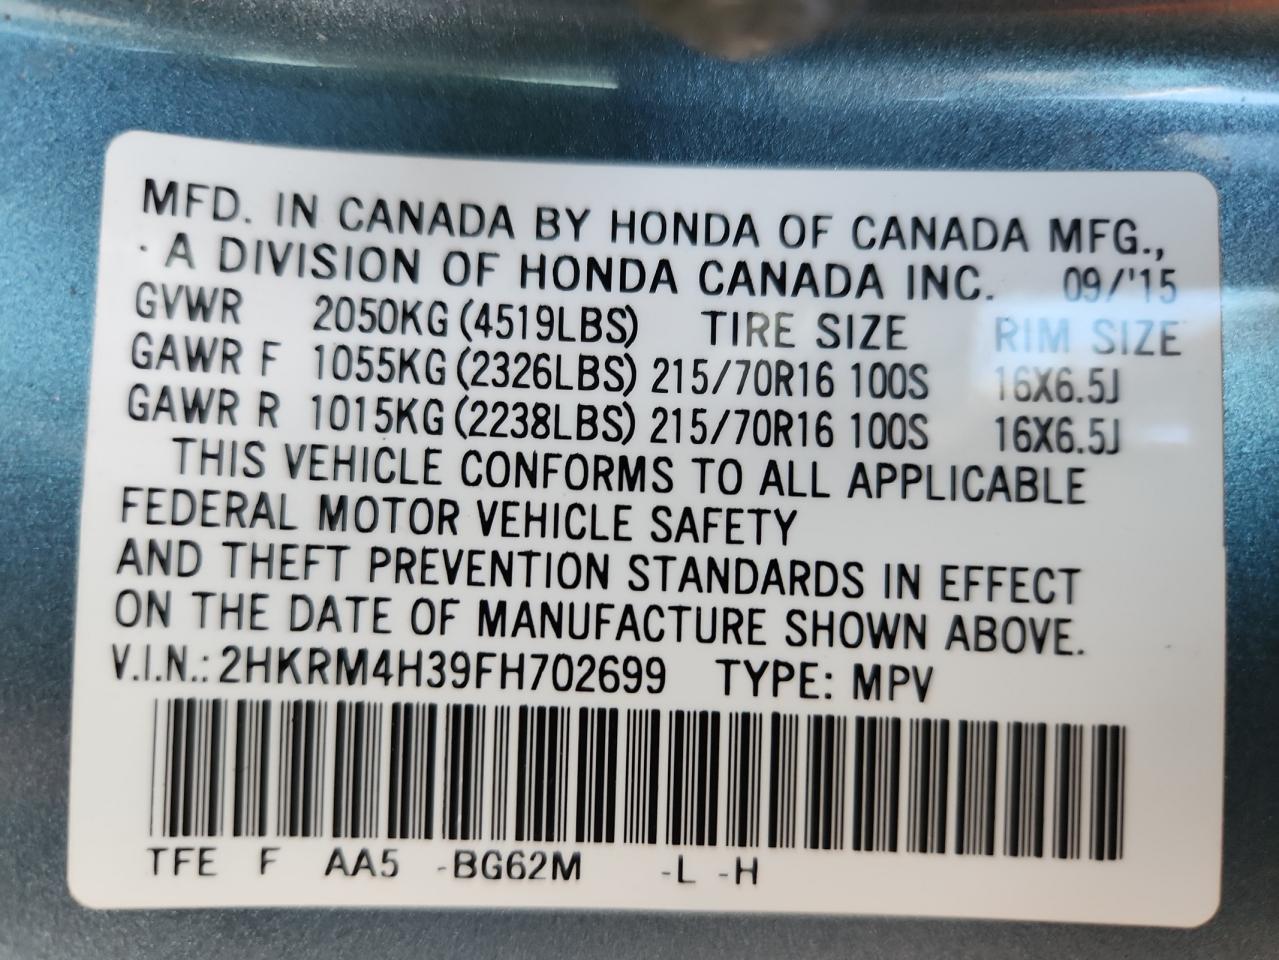 MFD. IN CANADA BY HONDA OF CANADA MFG.,
· A DIVISION OF HONDA CANADA INC. 09/'15
GVWR 2050KG (4519LBS) TIRE SIZE RIM SIZE
GAWR F 1055KG (2326LBS) 215/70R16 100S 16X6.5J
GAWR R 1015KG (2238LBS) 215/70R16 100S 16X6.5J
THIS VEHICLE CONFORMS TO ALL APPLICABLE
FEDERAL MOTOR VEHICLE SAFETY
AND THEFT PREVENTION STANDARDS IN EFFECT
ON THE DATE OF MANUFACTURE SHOWN ABOVE.
V.I.N.: 2HKRM4H39FH702699 TYPE: MPV
TFE F AA5 -BG62M -L -H